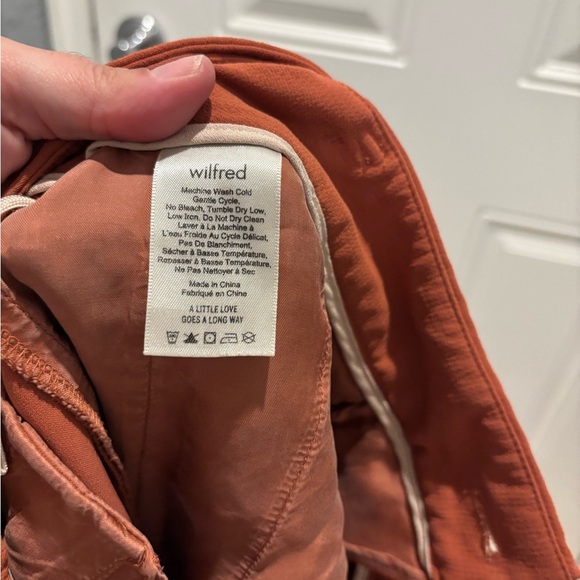 wilfred
Machine Wash Cold
Gentle Cycle,
No Bleach, Tumble Dry Low,
Low Iron, Do Not Dry Clean
Laver à La Machine à
L'eau Froide Au Cycle Délicat,
Pas De Blanchiment,
Sécher à Basse Température,
Repasser à Basse Température,
Ne Pas Nettoyer à Sec
Made in China
Fabriqué en Chine
A LITTLE LOVE
GOES A LONG WAY